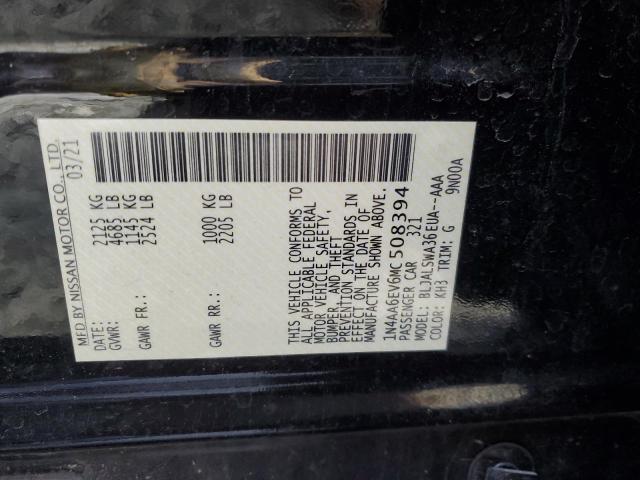 MFD BY NISSAN MOTOR CO., LTD.
DATE: 03/21
GVWR: 2125 KG
4685 LB
GAWR FR: 1145 KG
2524 LB
GAWR RR: 1000 KG
2205 LB
THIS VEHICLE CONFORMS TO
ALL APPLICABLE FEDERAL
MOTOR VEHICLE SAFETY,
BUMPER, AND THEFT
PREVENTION STANDARDS IN
EFFECT ON THE DATE OF
MANUFACTURE SHOWN ABOVE.
1N4AA6EV6MC508394
PASSENGER CAR 321
MODEL: BLJALSWA36EUA--AAA
COLOR: KH3 TRIM: G 9N00A